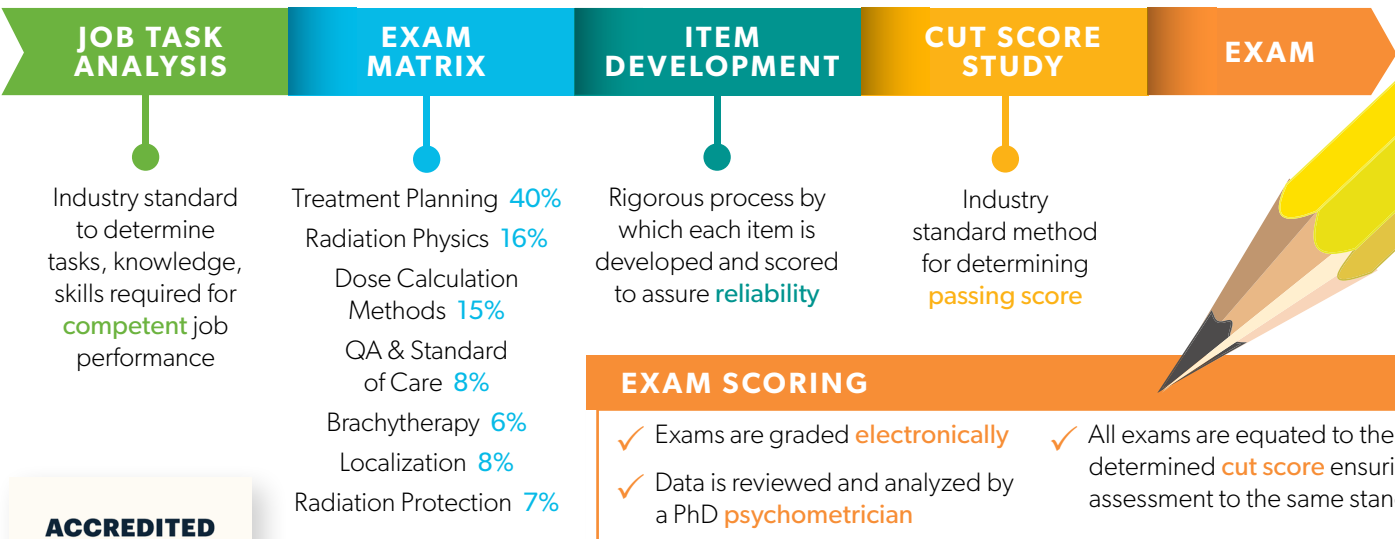 JOB TASK
ANALYSIS
EXAM
MATRIX
ITEM
DEVELOPMENT
CUT SCORE
STUDY
EXAM
Industry standard
to determine
tasks, knowledge,
skills required for
competent job
performance
Treatment Planning 40%
Radiation Physics 16%
Dose Calculation
Methods 15%
QA & Standard
of Care 8%
Brachytherapy 6%
Localization 8%
Radiation Protection 7%
Rigorous process by
which each item is
developed and scored
to assure reliability
Industry
standard method
for determining
passing score
EXAM SCORING
Exams are graded electronically
Data is reviewed and analyzed by
a PhD psychometrician
All exams are equated to the
determined cut score ensuri
assessment to the same stan
ACCREDITED